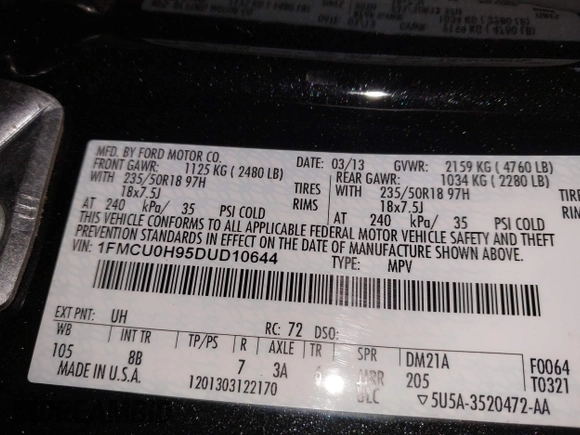 MFD. BY FORD MOTOR CO.
DATE: 03/13 GVWR: 2159 KG ( 4760 LB)
FRONT GAWR: 1125 KG ( 2480 LB) REAR GAWR: 1034 KG ( 2280 LB)
WITH 235/50R18 97H TIRES WITH 235/50R18 97H TIRES
18x7.5J RIMS 18x7.5J RIMS
AT 240 kPa/ 35 PSI COLD AT 240 kPa/ 35 PSI COLD
THIS VEHICLE CONFORMS TO ALL APPLICABLE FEDERAL MOTOR VEHICLE SAFETY AND THEFT
PREVENTION STANDARDS IN EFFECT ON THE DATE OF MANUFACTURE SHOWN ABOVE.
VIN: 1FMCU0H95DUD10644
TYPE: MPV
EXT PNT: UH RC: 72 DSO:
WB INT TR TP/PS R AXLE TR SPR DM21A F0064
105 8B 7 3A 205 T0321
MADE IN U.S.A. 1201303122170 ▽5U5A-3520472-AA